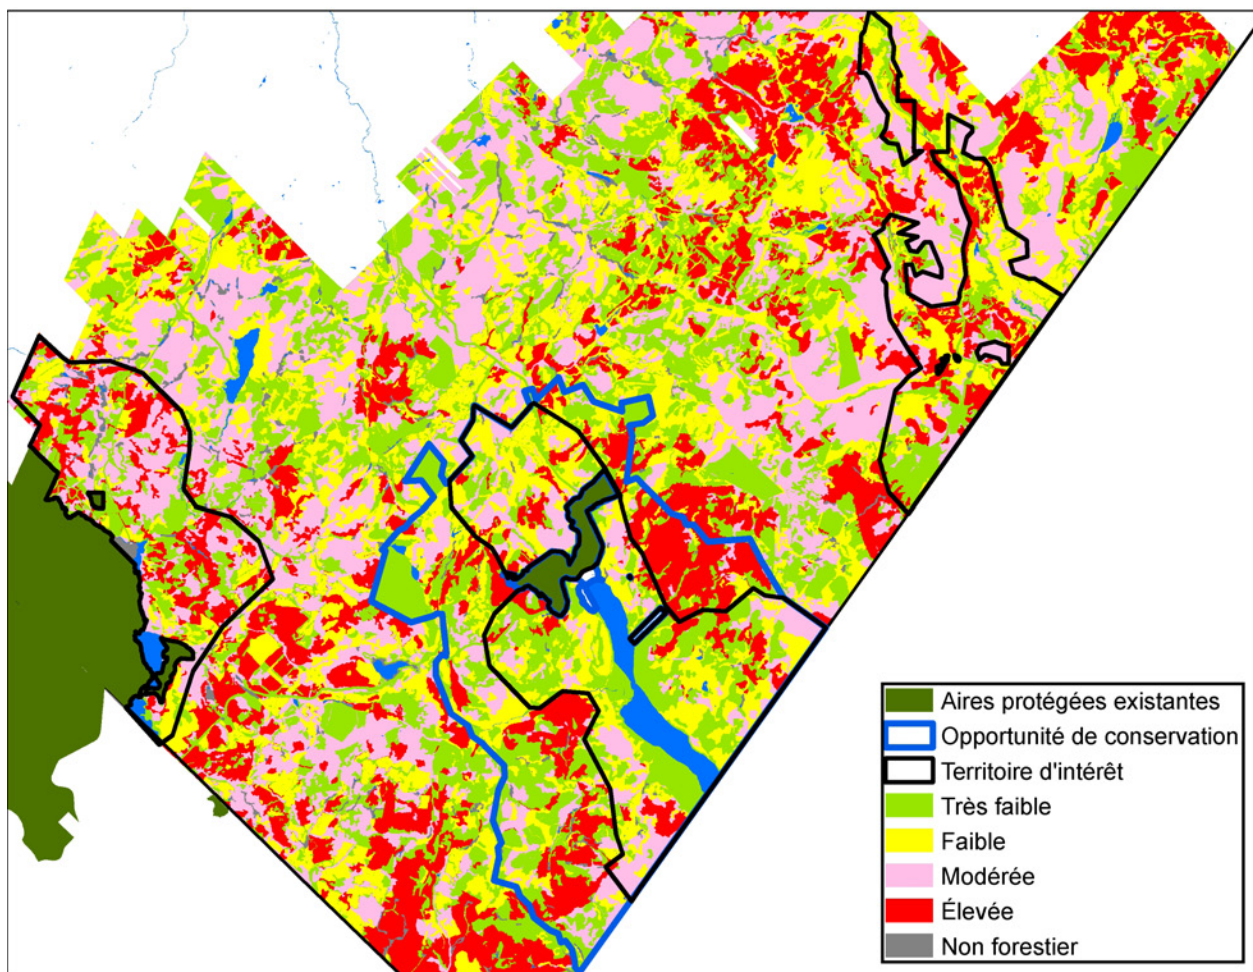 Aires protégées existantes
Opportunité de conservation
Territoire d'intérêt
Très faible
Faible
Modérée
Élevée
Non forestier